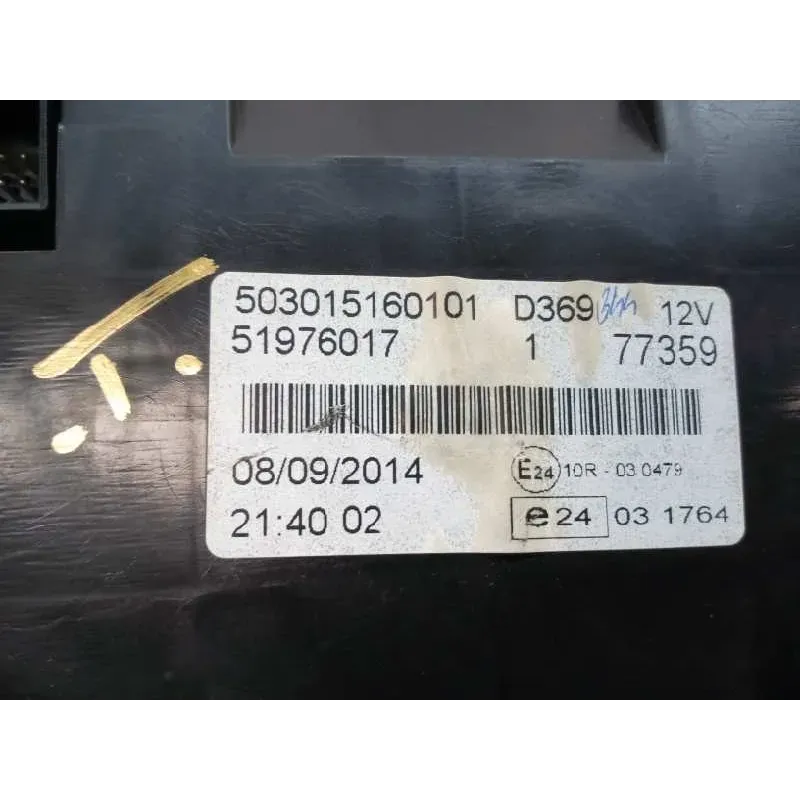 503015160101 D369 12V
51976017 1 77359
08/09/2014 E24 10R - 03 0479
21:40 02 e24 03 1764